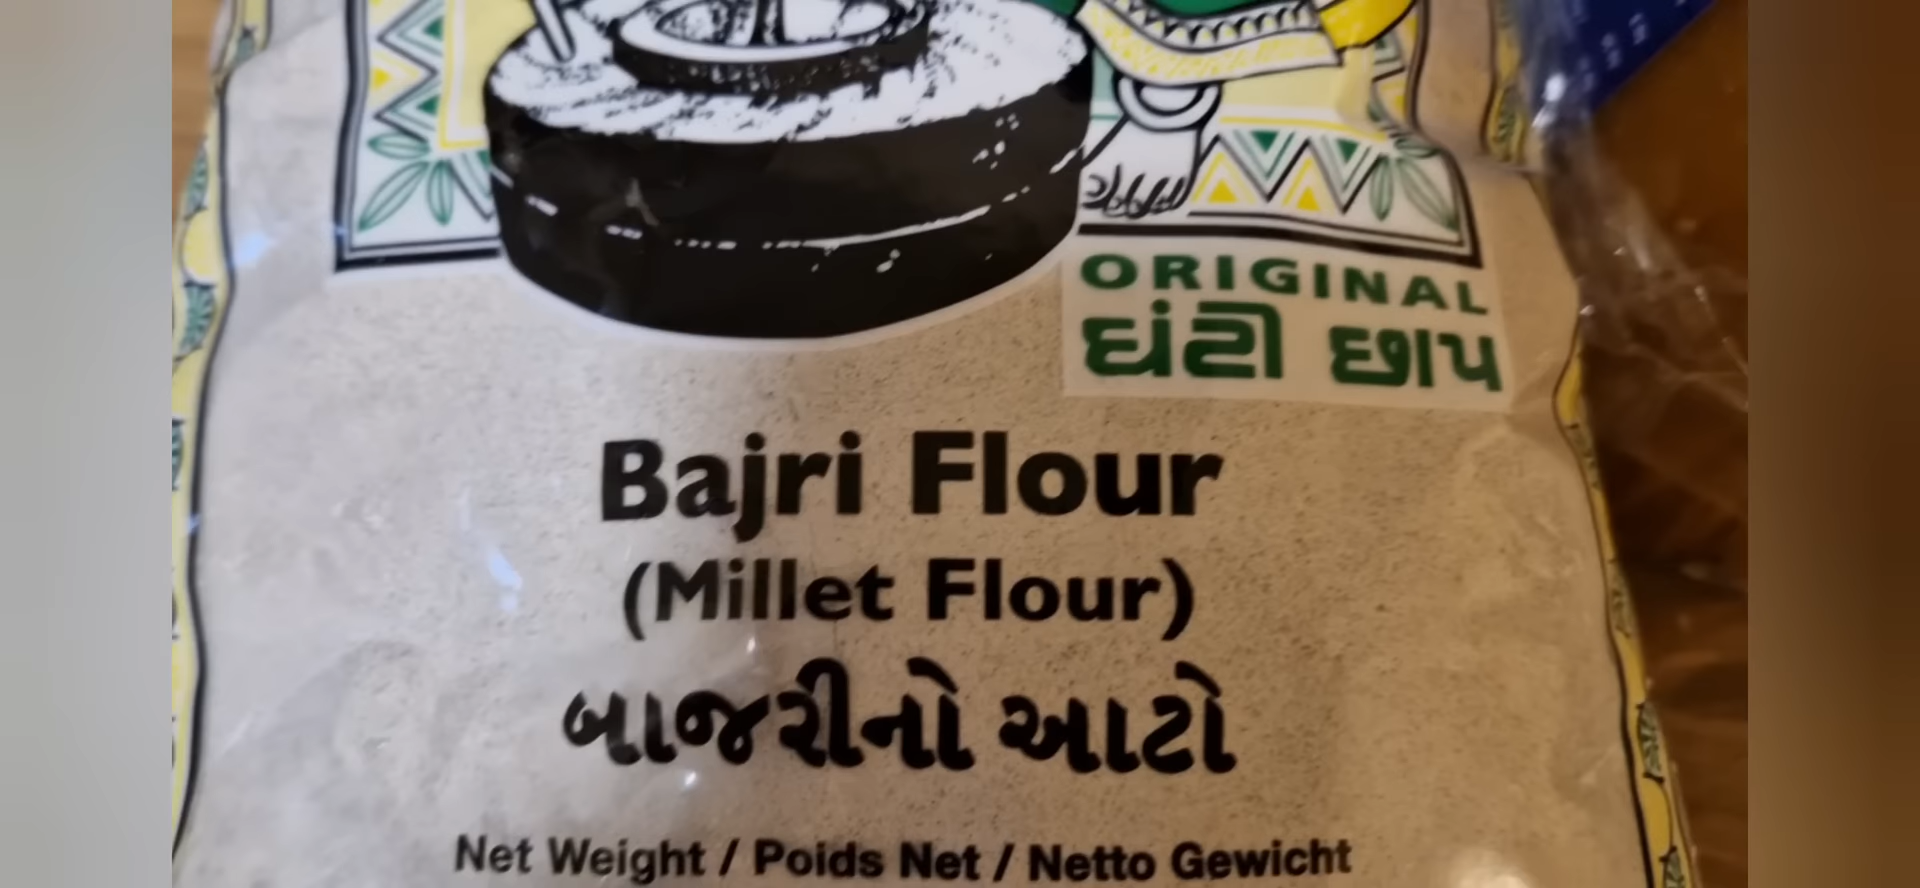 ORIGINAL
ઘંટી છાપ
Bajri Flour
(Millet Flour)
બાજરીનો આટો
Net Weight / Poids Net / Netto Gewicht